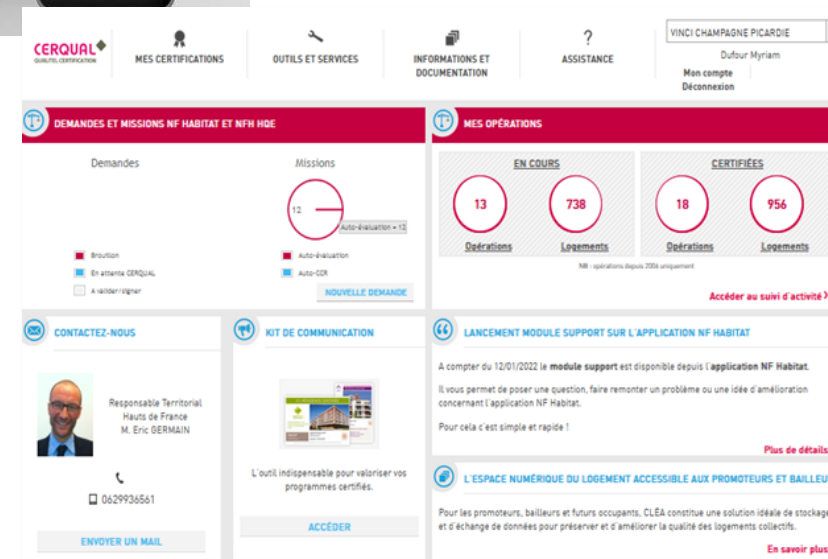 CERQUAL
QUALITEL CERTIFICATION
MES CERTIFICATIONS
OUTILS ET SERVICES
INFORMATIONS ET
DOCUMENTATION
ASSISTANCE
VINCI CHAMPAGNE PICARDIE
Dufour Myriam
Mon compte
Déconnexion
DEMANDES ET MISSIONS NF HABITAT ET NFH HQE
Demandes
Missions
12
Auto-évaluation = 12
Brouillon
En attente CERQUAL
A valider/signer
Auto-évaluation
Auto-CCR
NOUVELLE DEMANDE
MES OPÉRATIONS
EN COURS
13
738
Opérations
Logements
CERTIFIÉES
18
956
Opérations
Logements
NB : opérations depuis 2006 uniquement
Accéder au suivi d'activité
CONTACTEZ-NOUS
Responsable Territorial
Hauts de France
M. Eric GERMAIN
0629936561
ENVOYER UN MAIL
KIT DE COMMUNICATION
L'outil indispensable pour valoriser vos
programmes certifiés.
ACCÉDER
LANCEMENT MODULE SUPPORT SUR L'APPLICATION NF HABITAT
A compter du 12/01/2022 le module support est disponible depuis l'application NF Habitat.
Il vous permet de poser une question, faire remonter un problème ou une idée d'amélioration
concernant l'application NF Habitat.
Pour cela c'est simple et rapide !
Plus de détails
L'ESPACE NUMÉRIQUE DU LOGEMENT ACCESSIBLE AUX PROMOTEURS ET BAILLEU
Pour les promoteurs, bailleurs et futurs occupants, CLÉA constitue une solution idéale de stockage
et d'échange de données pour préserver et d'améliorer la qualité des logements collectifs.
En savoir plus